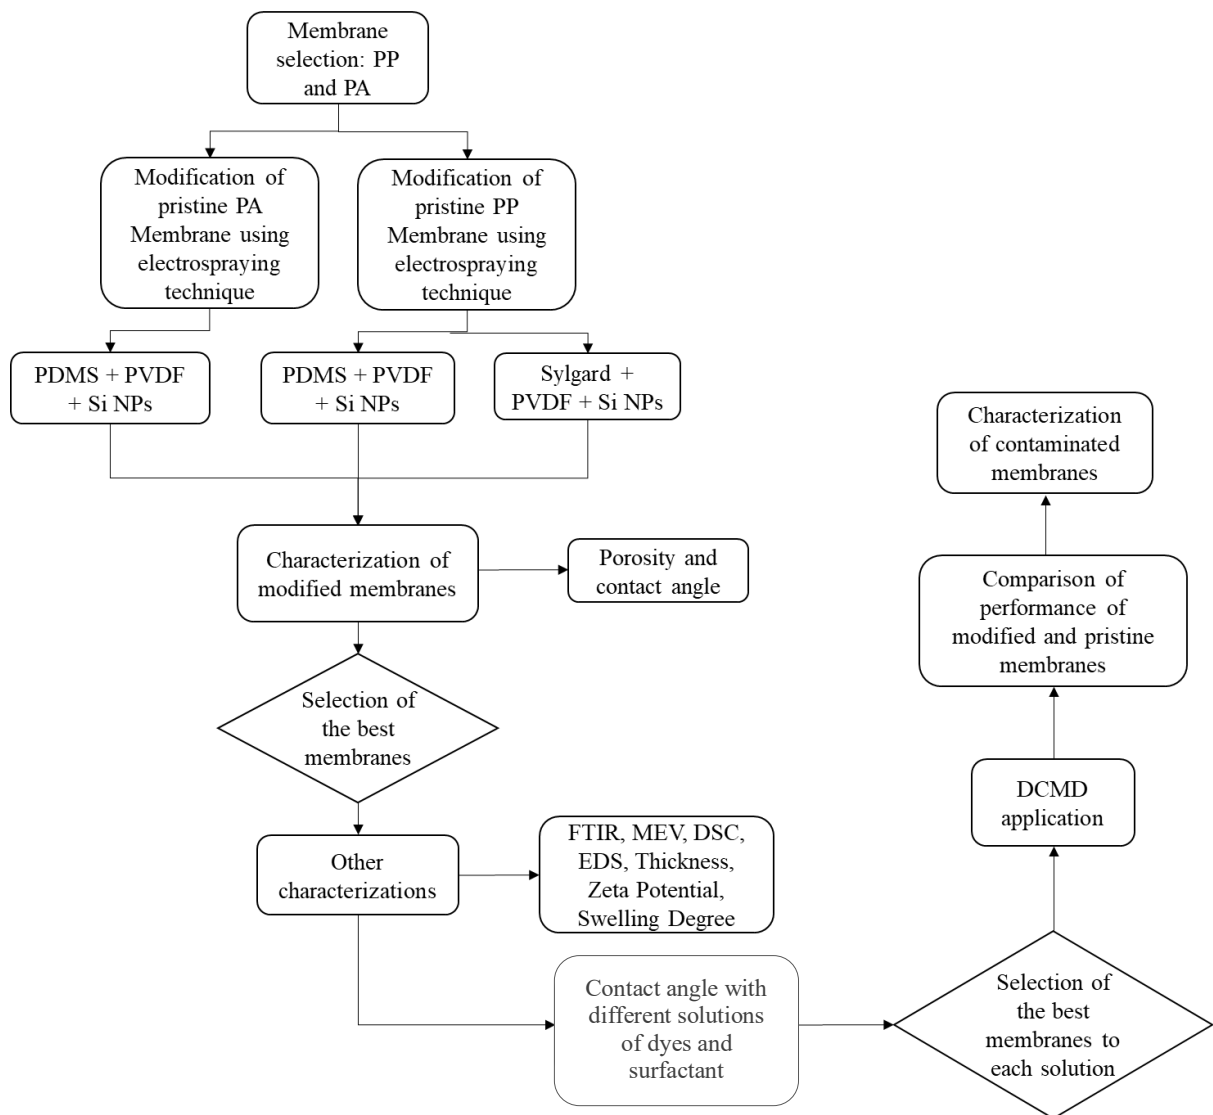 Membrane
selection: PP
and PA
Modification of
pristine PA
Membrane using
electrospraying
technique
Modification of
pristine PP
Membrane using
electrospraying
technique
PDMS + PVDF
+ Si NPs
PDMS + PVDF
+ Si NPs
Sylgard +
PVDF + Si NPs
Characterization of
modified membranes
Porosity and
contact angle
Selection of
the best
membranes
Other
characterizations
FTIR, MEV, DSC,
EDS, Thickness,
Zeta Potential,
Swelling Degree
Contact angle with
different solutions
of dyes and
surfactant
Selection of
the best
membranes to
each solution
DCMD
application
Comparison of
performance of
modified and pristine
membranes
Characterization
of contaminated
membranes